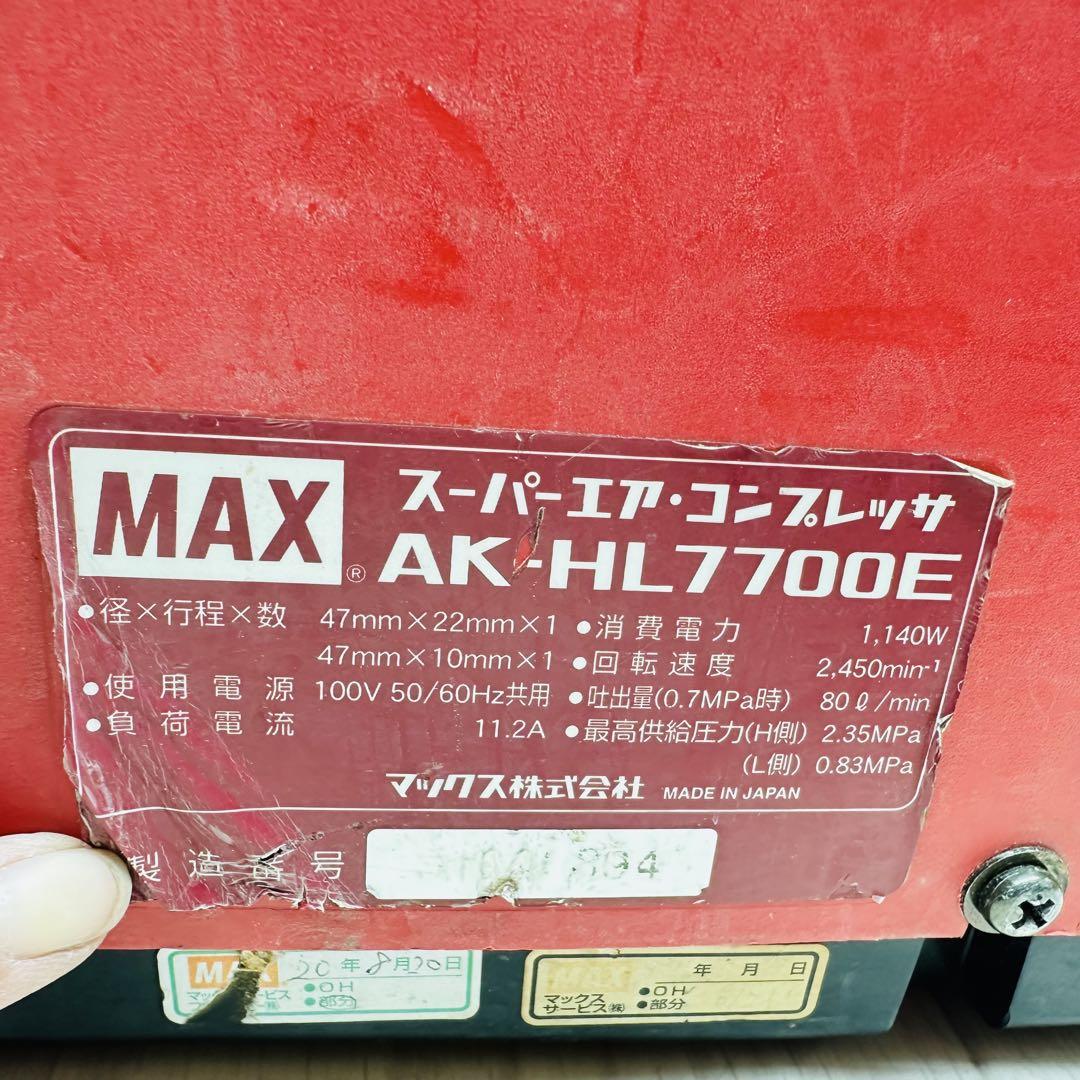 MAX® スーパーエア・コンプレッサ
AK-HL7700E
●径×行程×数 47mm×22mm×1 ●消費電力 1,140W
47mm×10mm×1 ●回転速度 2,450min-¹
●使用電源 100V 50/60Hz共用 ●吐出量(0.7MPa時) 80ℓ/min
●負荷電流 11.2A ●最高供給圧力(H側) 2.35MPa
(L側) 0.83MPa
マックス株式会社 MADE IN JAPAN
製造番号
MAX 20年8月20日
●OH
マックスサービス㈱ ●部分
MAX 年 月 日
マックス ●OH
サービス㈱ ●部分